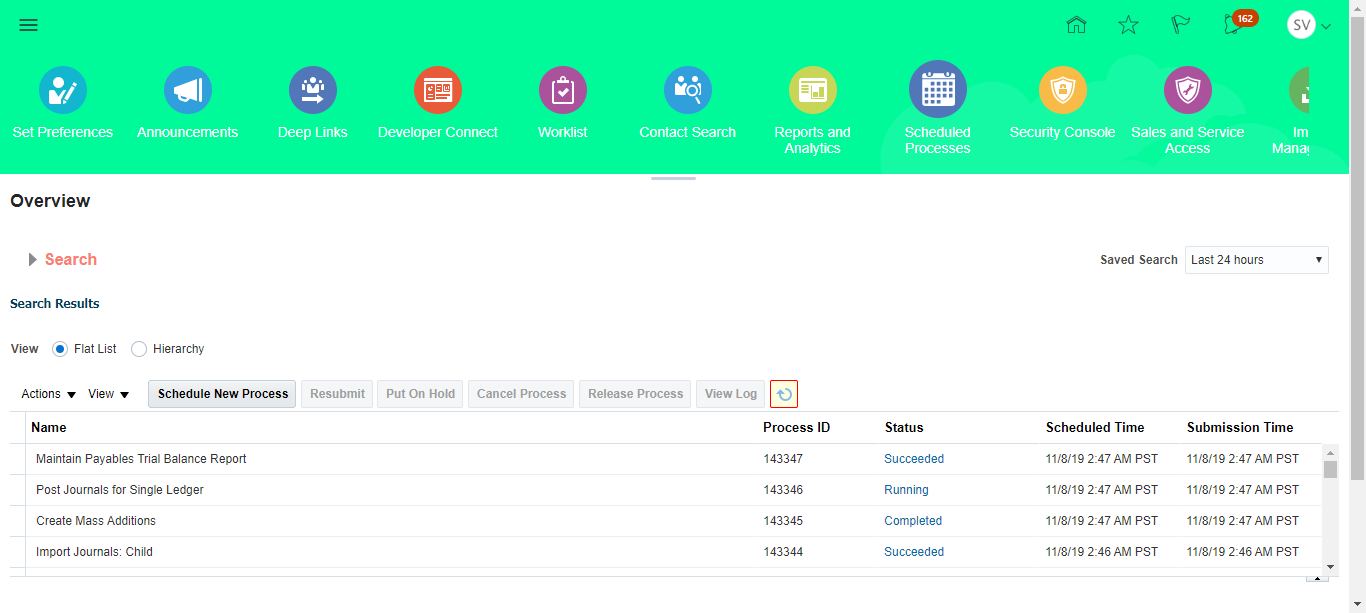 162
SV
Set Preferences
Announcements
Deep Links
Developer Connect
Worklist
Contact Search
Reports and
Analytics
Scheduled
Processes
Security Console
Sales and Service
Access
Im
Manag
Overview
Search
Saved Search Last 24 hours
Search Results
View Flat List Hierarchy
Actions View Schedule New Process Resubmit Put On Hold Cancel Process Release Process View Log
Name Process ID Status Scheduled Time Submission Time
Maintain Payables Trial Balance Report 143347 Succeeded 11/8/19 2:47 AM PST 11/8/19 2:47 AM PST
Post Journals for Single Ledger 143346 Running 11/8/19 2:47 AM PST 11/8/19 2:47 AM PST
Create Mass Additions 143345 Completed 11/8/19 2:47 AM PST 11/8/19 2:47 AM PST
Import Journals: Child 143344 Succeeded 11/8/19 2:46 AM PST 11/8/19 2:46 AM PST